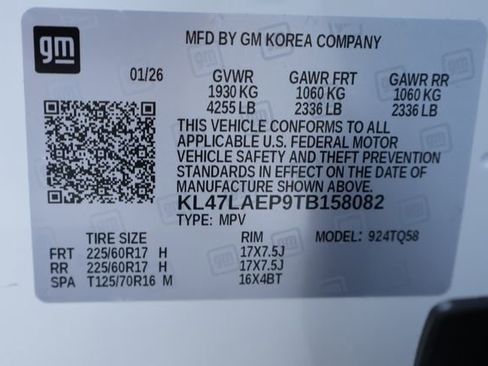 gm
MFD BY GM KOREA COMPANY
01/26 GVWR GAWR FRT GAWR RR
1930 KG 1060 KG 1060 KG
4255 LB 2336 LB 2336 LB
THIS VEHICLE CONFORMS TO ALL
APPLICABLE U.S. FEDERAL MOTOR
VEHICLE SAFETY AND THEFT PREVENTION
STANDARDS IN EFFECT ON THE DATE OF
MANUFACTURE SHOWN ABOVE.
KL47LAEP9TB158082
TYPE: MPV MODEL: 924TQ58
TIRE SIZE RIM
FRT 225/60R17 H 17X7.5J
RR 225/60R17 H 17X7.5J
SPA T125/70R16 M 16X4BT